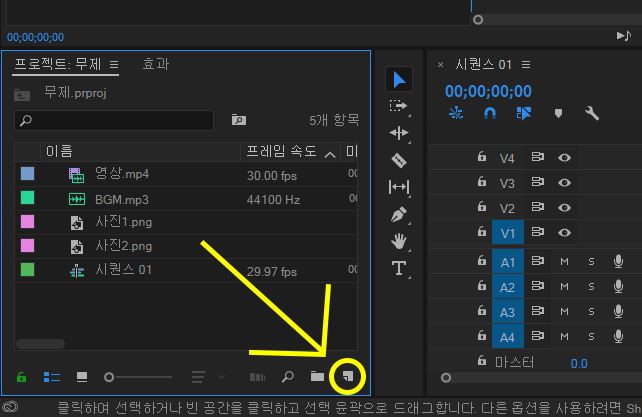 00;00;00;00
프로젝트: 무제
효과
무제.prproj
5개 항목
이름
프레임 속도
미
영상.mp4
30.00 fps
00
BGM.mp3
44100 Hz
00
사진1.png
사진2.png
시퀀스 01
29.97 fps
00
T
× 시퀀스 01
00;00;00;00
V4
V3
V2
V1
A1 M S
A2 M S
A3 M S
A4 M S
마스터 0.0
클릭하여 선택하거나 빈 공간을 클릭하고 선택 윤곽으로 드래그합니다. 다른 옵션을 사용하려면 Sh